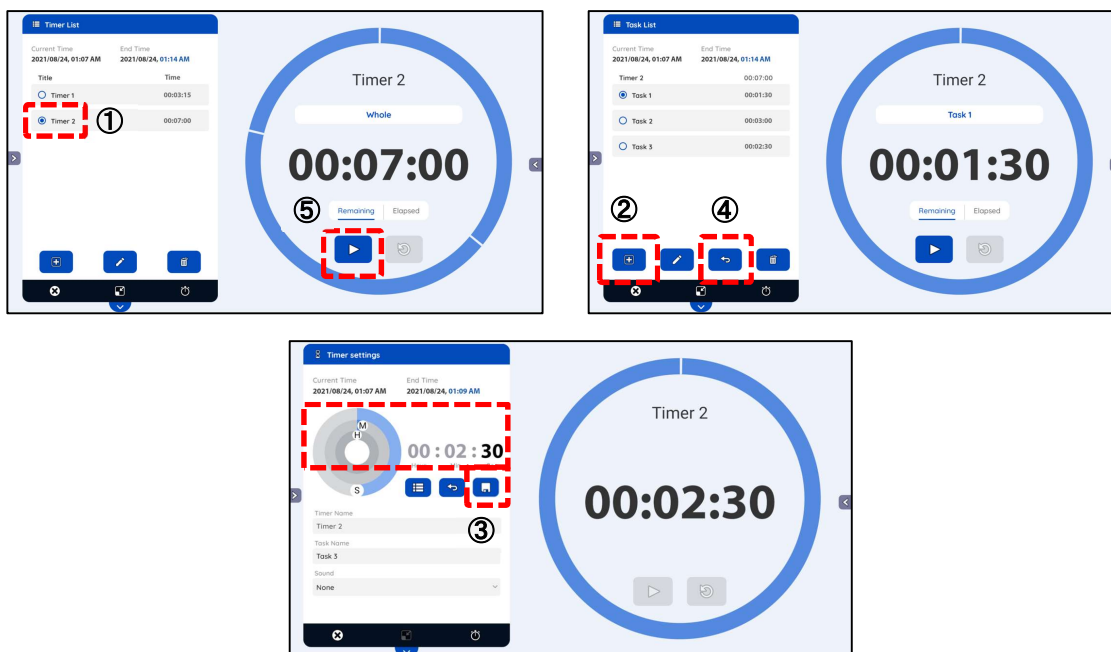 Timer List
Current Time End Time
2021/08/24, 01:07 AM 2021/08/24, 01:14 AM
Title Time
Timer 1 00:03:15
Timer 2 00:07:00
①
Timer 2
Whole
00:07:00
⑤
Remaining Elapsed
Task List
Current Time End Time
2021/08/24, 01:07 AM 2021/08/24, 01:14 AM
Timer 2 00:07:00
Task 1 00:01:30
Task 2 00:03:00
Task 3 00:02:30
② ④
Timer 2
Task 1
00:01:30
Remaining Elapsed
Timer settings
Current Time End Time
2021/08/24, 01:07 AM 2021/08/24, 01:09 AM
M
H
S
00 : 02 : 30
③
Timer Name
Timer 2
Task Name
Task 3
Sound
None
Timer 2
00:02:30